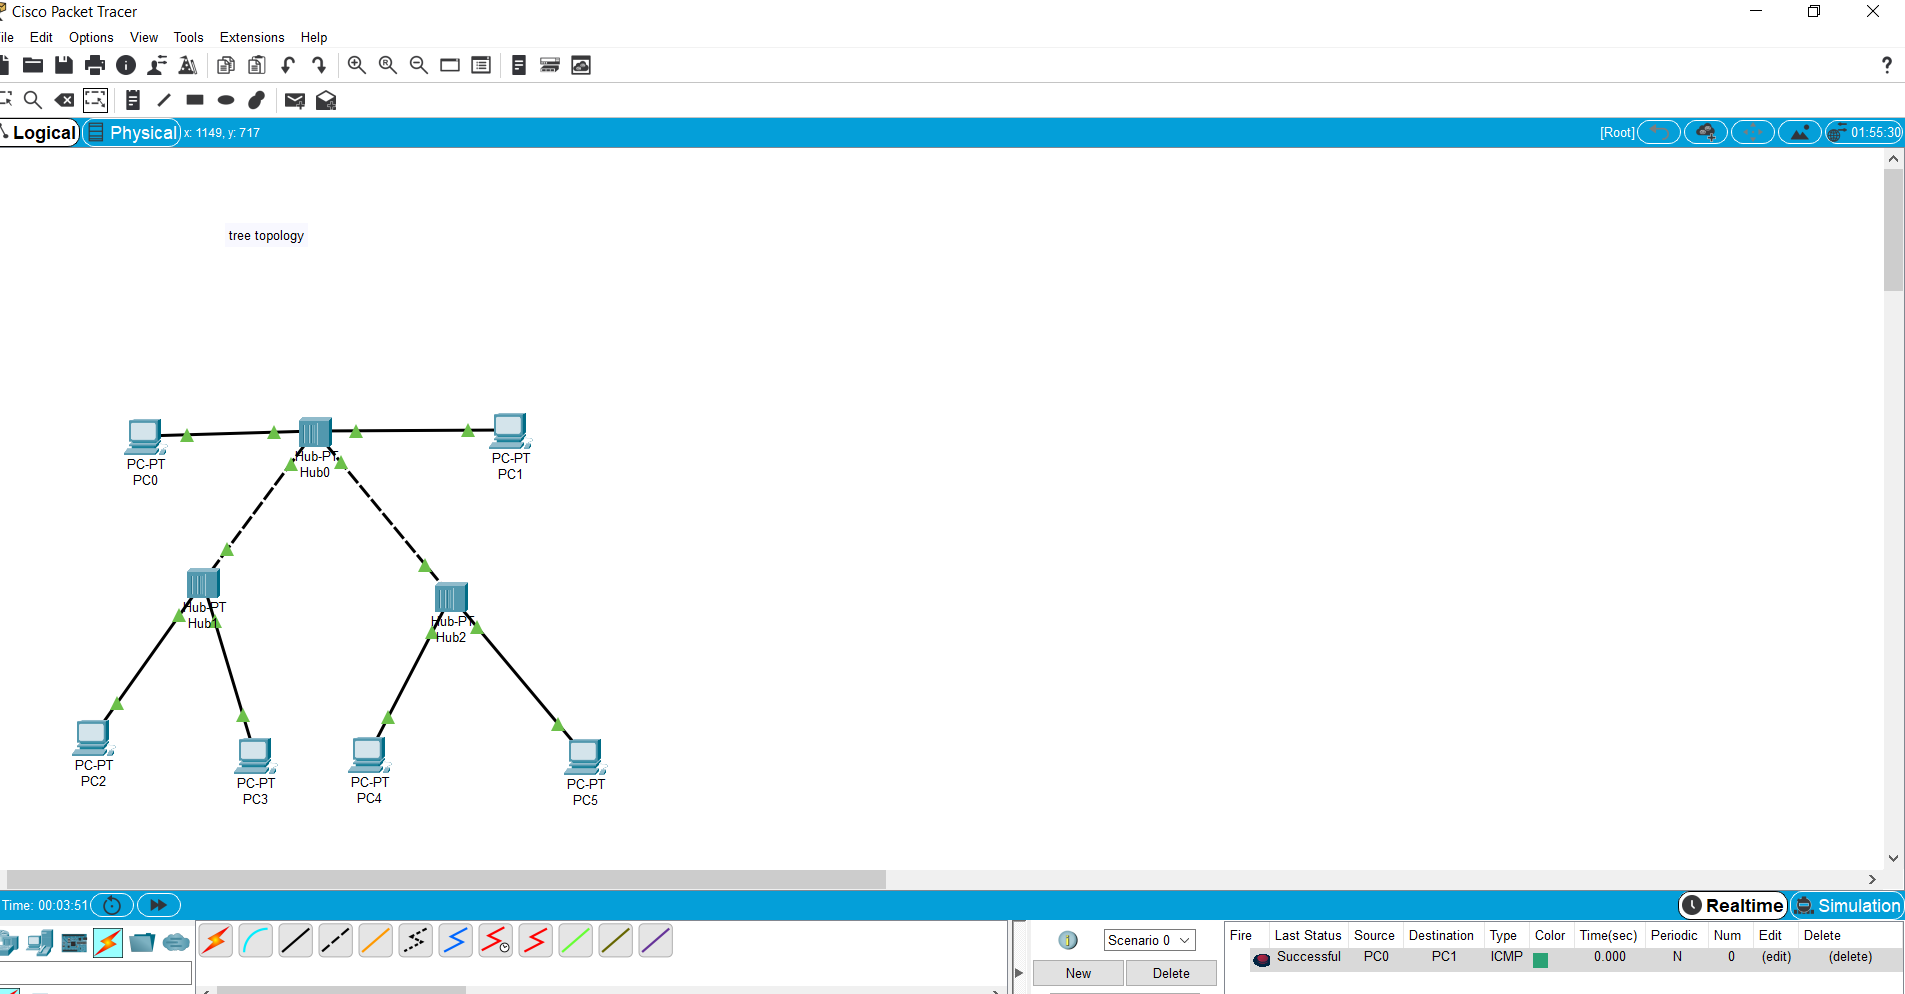 Cisco Packet Tracer
ile Edit Options View Tools Extensions Help
?
Logical Physical x: 1149, y: 717 [Root] 01:55:30
tree topology
PC-PT
PC0
Hub-PT
Hub0
PC-PT
PC1
Hub-PT
Hub1
Hub-PT
Hub2
PC-PT
PC2
PC-PT
PC3
PC-PT
PC4
PC-PT
PC5
Time: 00:03:51 Realtime Simulation
Scenario 0
New Delete
Fire Last Status Source Destination Type Color Time(sec) Periodic Num Edit Delete
Successful PC0 PC1 ICMP 0.000 N 0 (edit) (delete)